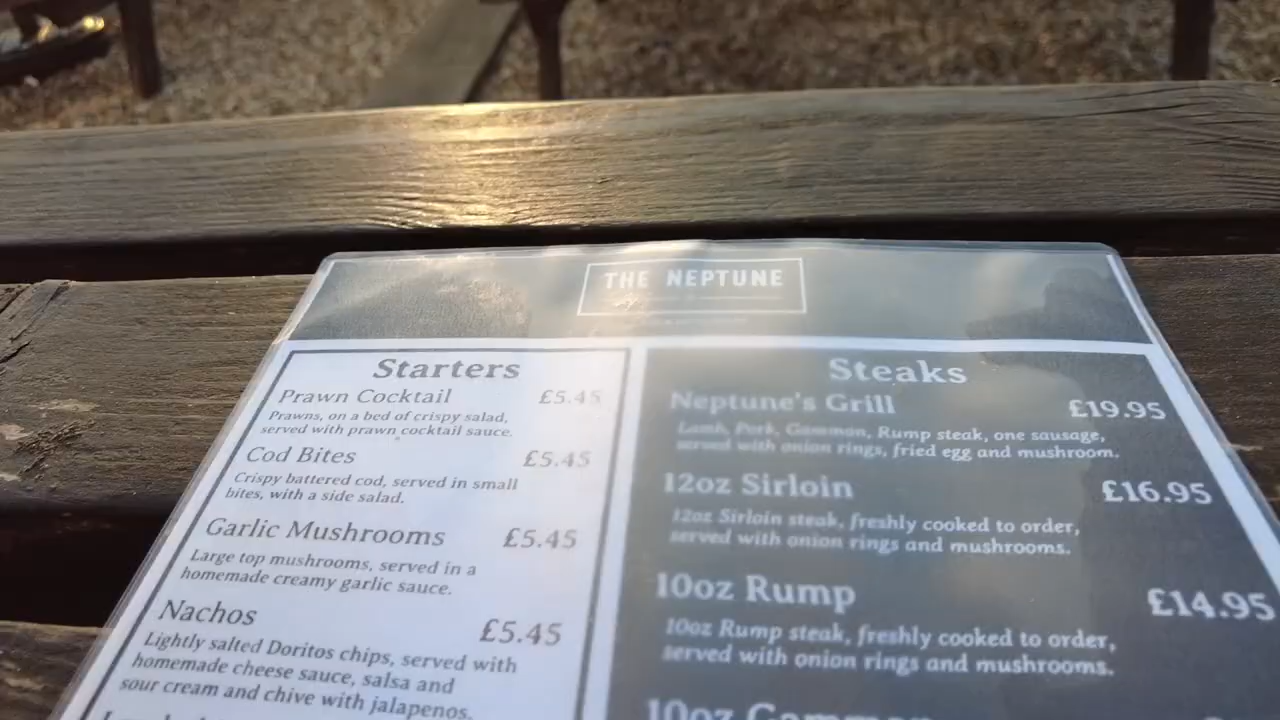 THE NEPTUNE
Starters
Prawn Cocktail £5.45
Prawns, on a bed of crispy salad,
served with prawn cocktail sauce.
Cod Bites £5.45
Crispy battered cod, served in small
bites, with a side salad.
Garlic Mushrooms £5.45
Large top mushrooms, served in a
homemade creamy garlic sauce.
Nachos £5.45
Lightly salted Doritos chips, served with
homemade cheese sauce, salsa and
sour cream and chive with jalapenos.
Steaks
Neptune's Grill £19.95
Lamb, Pork, Gammon, Rump steak, one sausage,
served with onion rings, fried egg and mushroom.
12oz Sirloin £16.95
12oz Sirloin steak, freshly cooked to order,
served with onion rings and mushrooms.
10oz Rump £14.95
10oz Rump steak, freshly cooked to order,
served with onion rings and mushrooms.
10oz Gammon